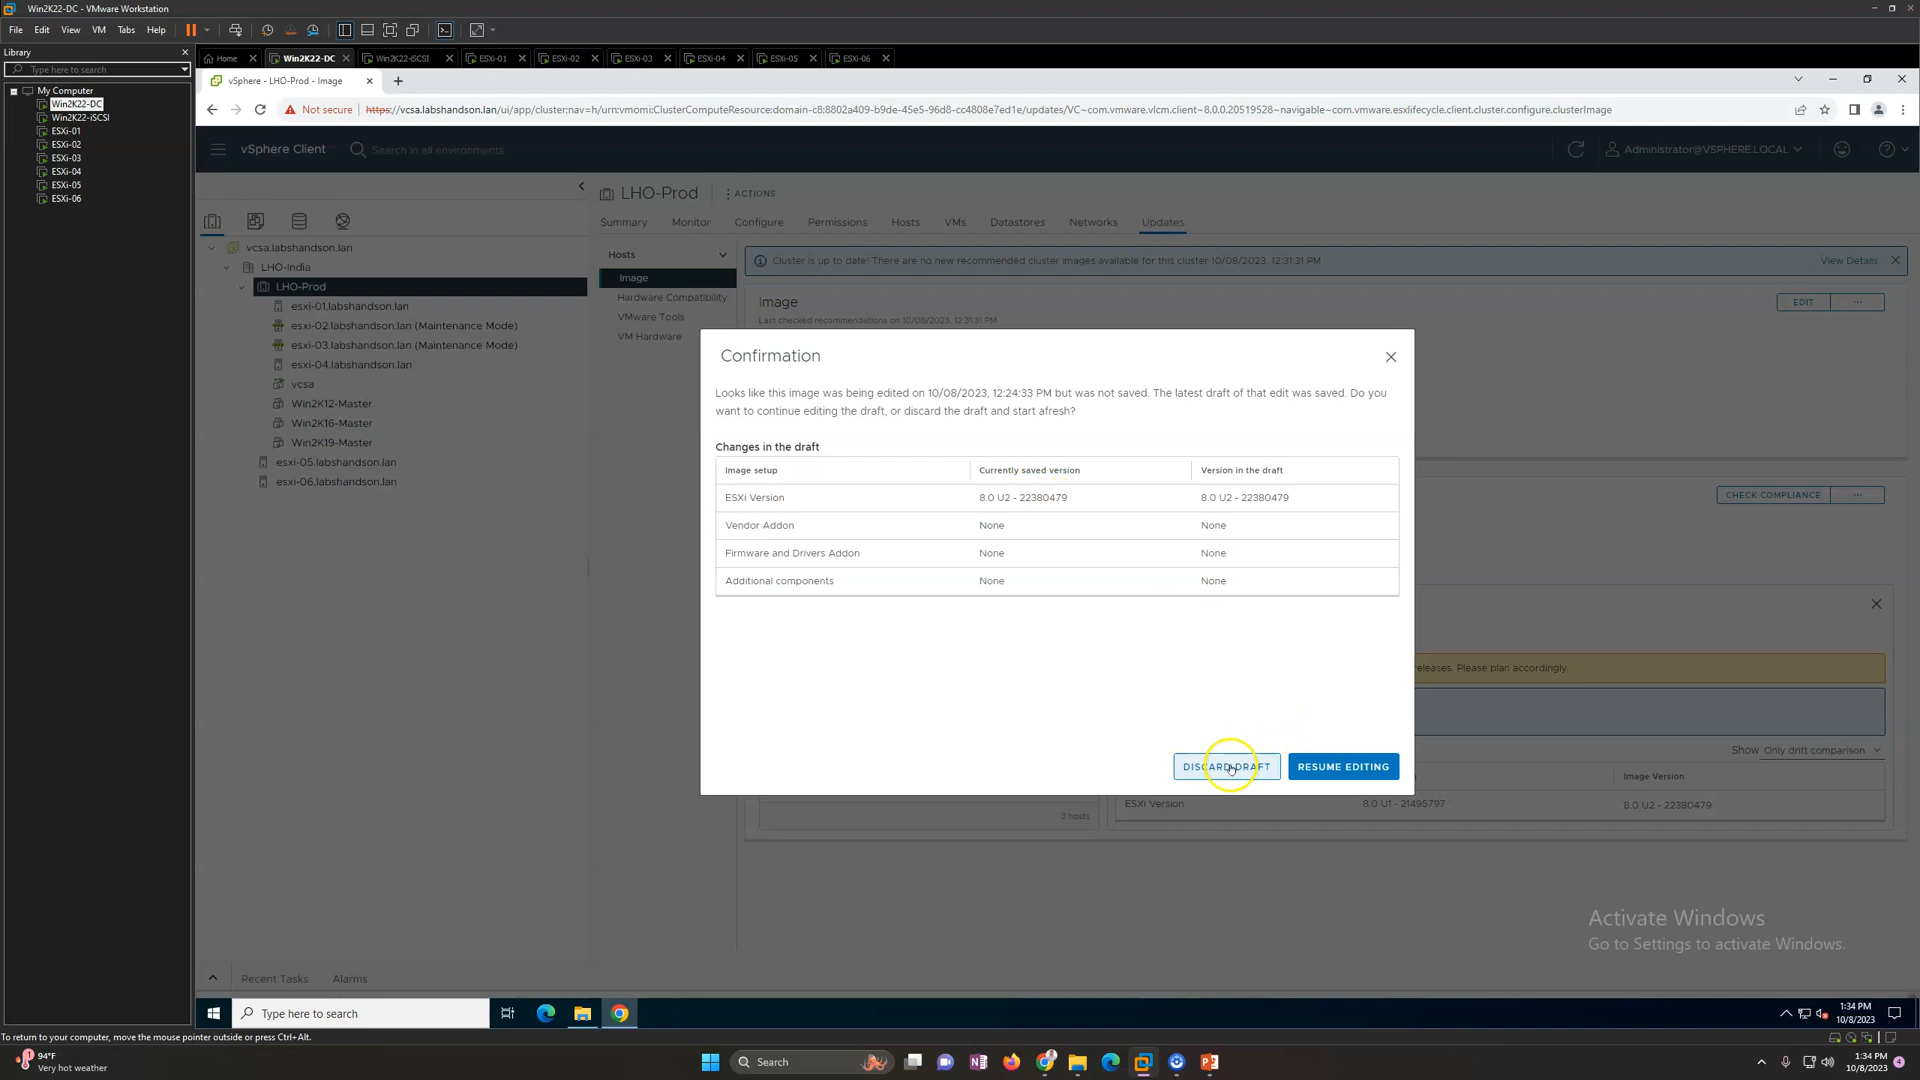 Win2K22-DC - VMware Workstation
File Edit View VM Tabs Help
Library
Type here to search
My Computer
Win2K22-DC
Win2K22-iSCSI
ESXi-01
ESXi-02
ESXi-03
ESXi-04
ESXi-05
ESXi-06
Home Win2K22-DC Win2K22-iSCSI ESXi-01 ESXi-02 ESXi-03 ESXi-04 ESXi-05 ESXi-06
vSphere - LHO-Prod - Image
Not secure https://vcsa.labshandson.lan/ui/app/cluster:nav=h/urn:vmomi:ClusterComputeResource:domain-c8:8802a409-b9de-45e5-96d8-cc4808e7ed1e/updates/VC~com.vmware.vlcm.client~8.0.0.20519528~navigable~com.vmware.esxlifecycle.client.cluster.configure.clusterImage
vSphere Client Search in all environments Administrator@VSPHERE.LOCAL
vcsa.labshandson.lan
LHO-India
LHO-Prod
esxi-01.labshandson.lan
esxi-02.labshandson.lan (Maintenance Mode)
esxi-03.labshandson.lan (Maintenance Mode)
esxi-04.labshandson.lan
vcsa
Win2K12-Master
Win2K16-Master
Win2K19-Master
esxi-05.labshandson.lan
esxi-06.labshandson.lan
LHO-Prod ACTIONS
Summary Monitor Configure Permissions Hosts VMs Datastores Networks Updates
Hosts
Image
Hardware Compatibility
VMware Tools
VM Hardware
Cluster is up to date! There are no new recommended cluster images available for this cluster 10/08/2023, 12:31:31 PM View Details
Image EDIT ...
Last checked recommendations on 10/08/2023, 12:31:31 PM
CHECK COMPLIANCE ...
Confirmation
Looks like this image was being edited on 10/08/2023, 12:24:33 PM but was not saved. The latest draft of that edit was saved. Do you
want to continue editing the draft, or discard the draft and start afresh?
Changes in the draft
Image setup Currently saved version Version in the draft
ESXi Version 8.0 U2 - 22380479 8.0 U2 - 22380479
Vendor Addon None None
Firmware and Drivers Addon None None
Additional components None None
DISCARD DRAFT RESUME EDITING
releases. Please plan accordingly.
Show Only drift comparison
Image Version
ESXi Version 8.0 U1 - 21495797 8.0 U2 - 22380479
3 hosts
Activate Windows
Go to Settings to activate Windows.
Recent Tasks Alarms
Type here to search
1:34 PM
10/8/2023
To return to your computer, move the mouse pointer outside or press Ctrl+Alt.
94°F
Very hot weather
Search
1:34 PM
10/8/2023
4